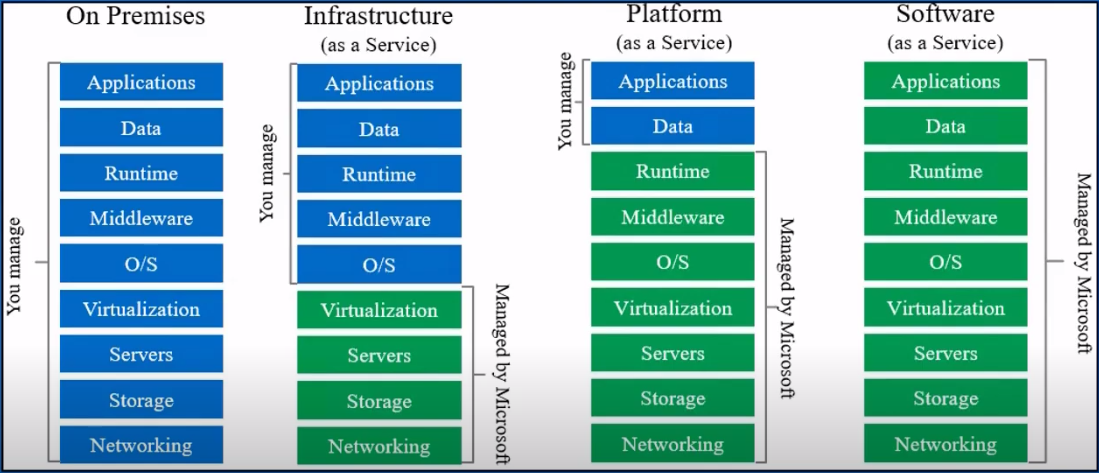 On Premises
You manage
Applications
Data
Runtime
Middleware
O/S
Virtualization
Servers
Storage
Networking
Infrastructure
(as a Service)
You manage
Applications
Data
Runtime
Middleware
O/S
Virtualization
Servers
Storage
Networking
Managed by Microsoft
Platform
(as a Service)
You manage
Applications
Data
Runtime
Middleware
O/S
Virtualization
Servers
Storage
Networking
Managed by Microsoft
Software
(as a Service)
Applications
Data
Runtime
Middleware
O/S
Virtualization
Servers
Storage
Networking
Managed by Microsoft